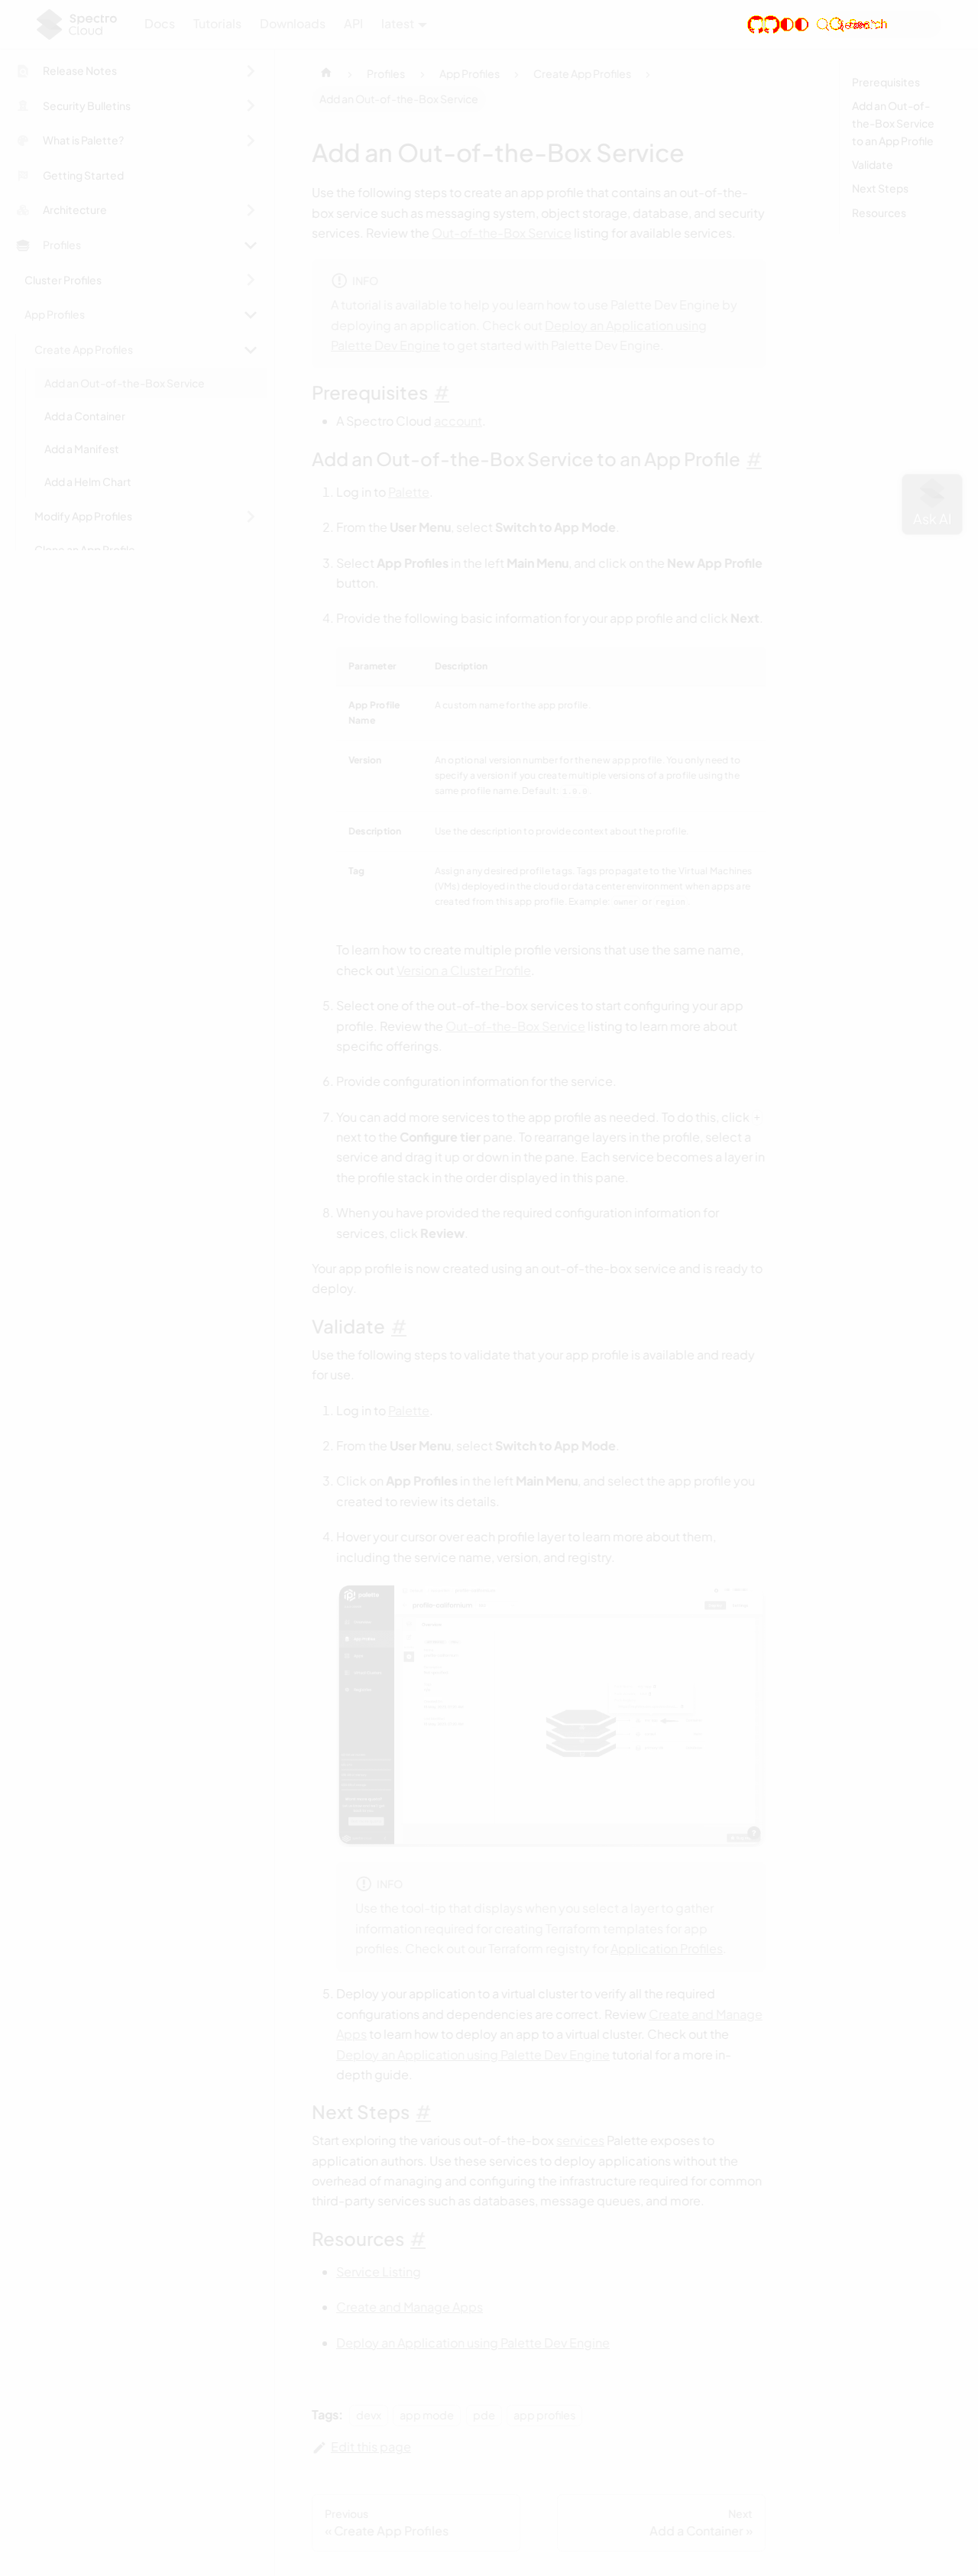 Spectro
Cloud
Docs
Tutorials
Downloads
API
latest
Release Notes
Security Bulletins
What is Palette?
Getting Started
Architecture
Profiles
Cluster Profiles
App Profiles
Create App Profiles
Add an Out-of-the-Box Service
Add a Container
Add a Manifest
Add a Helm Chart
Modify App Profiles
Profiles
App Profiles
Create App Profiles
Add an Out-of-the-Box Service
Add an Out-of-the-Box Service
Use the following steps to create an app profile that contains an out-of-the-
box service such as messaging system, object storage, database, and security
services. Review the Out-of-the-Box Service listing for available services.
INFO
A tutorial is available to help you learn how to use Palette Dev Engine by
deploying an application. Check out Deploy an Application using
Palette Dev Engine to get started with Palette Dev Engine.
Prerequisites #
• A Spectro Cloud account.
Add an Out-of-the-Box Service to an App Profile #
1. Log in to Palette.
2. From the User Menu, select Switch to App Mode.
3. Select App Profiles in the left Main Menu, and click on the New App Profile
button.
4. Provide the following basic information for your app profile and click Next.
Parameter Description
App Profile A custom name for the app profile.
Name
Version An optional version number for the new app profile. You only need to
specify a version if you create multiple versions of a profile using the
same profile name. Default: 1.0.0.
Description Use the description to provide context about the profile.
Tag Assign any desired profile tags. Tags propagate to the Virtual Machines
(VMs) deployed in the cloud or data center environment when apps are
created from this app profile. Example: owner or region.
To learn how to create multiple profile versions that use the same name,
check out Version a Cluster Profile.
5. Select one of the out-of-the-box services to start configuring your app
profile. Review the Out-of-the-Box Service listing to learn more about
specific offerings.
6. Provide configuration information for the service.
7. You can add more services to the app profile as needed. To do this, click +
next to the Configure tier pane. To rearrange layers in the profile, select a
service and drag it up or down in the pane. Each service becomes a layer in
the profile stack in the order displayed in this pane.
8. When you have provided the required configuration information for
services, click Review.
Your app profile is now created using an out-of-the-box service and is ready to
deploy.
Validate #
Use the following steps to validate that your app profile is available and ready
for use.
1. Log in to Palette.
2. From the User Menu, select Switch to App Mode.
3. Click on App Profiles in the left Main Menu, and select the app profile you
created to review its details.
4. Hover your cursor over each profile layer to learn more about them,
including the service name, version, and registry.
INFO
Use the tool-tip that displays when you select a layer to gather
information required for creating Terraform templates for app
profiles. Check out our Terraform registry for Application Profiles.
5. Deploy your application to a virtual cluster to verify all the required
configurations and dependencies are correct. Review Create and Manage
Apps to learn how to deploy an app to a virtual cluster. Check out the
Deploy an Application using Palette Dev Engine tutorial for a more in-
depth guide.
Next Steps #
Start exploring the various out-of-the-box services Palette exposes to
application authors. Use these services to deploy applications without the
overhead of managing and configuring the infrastructure required for common
third-party services such as databases, message queues, and more.
Resources #
• Service Listing
• Create and Manage Apps
• Deploy an Application using Palette Dev Engine
Tags: devx app mode pde app profiles
Edit this page
Previous
« Create App Profiles
Next
Add a Container »
Prerequisites
Add an Out-of-
the-Box Service
to an App Profile
Validate
Next Steps
Resources
Ask AI